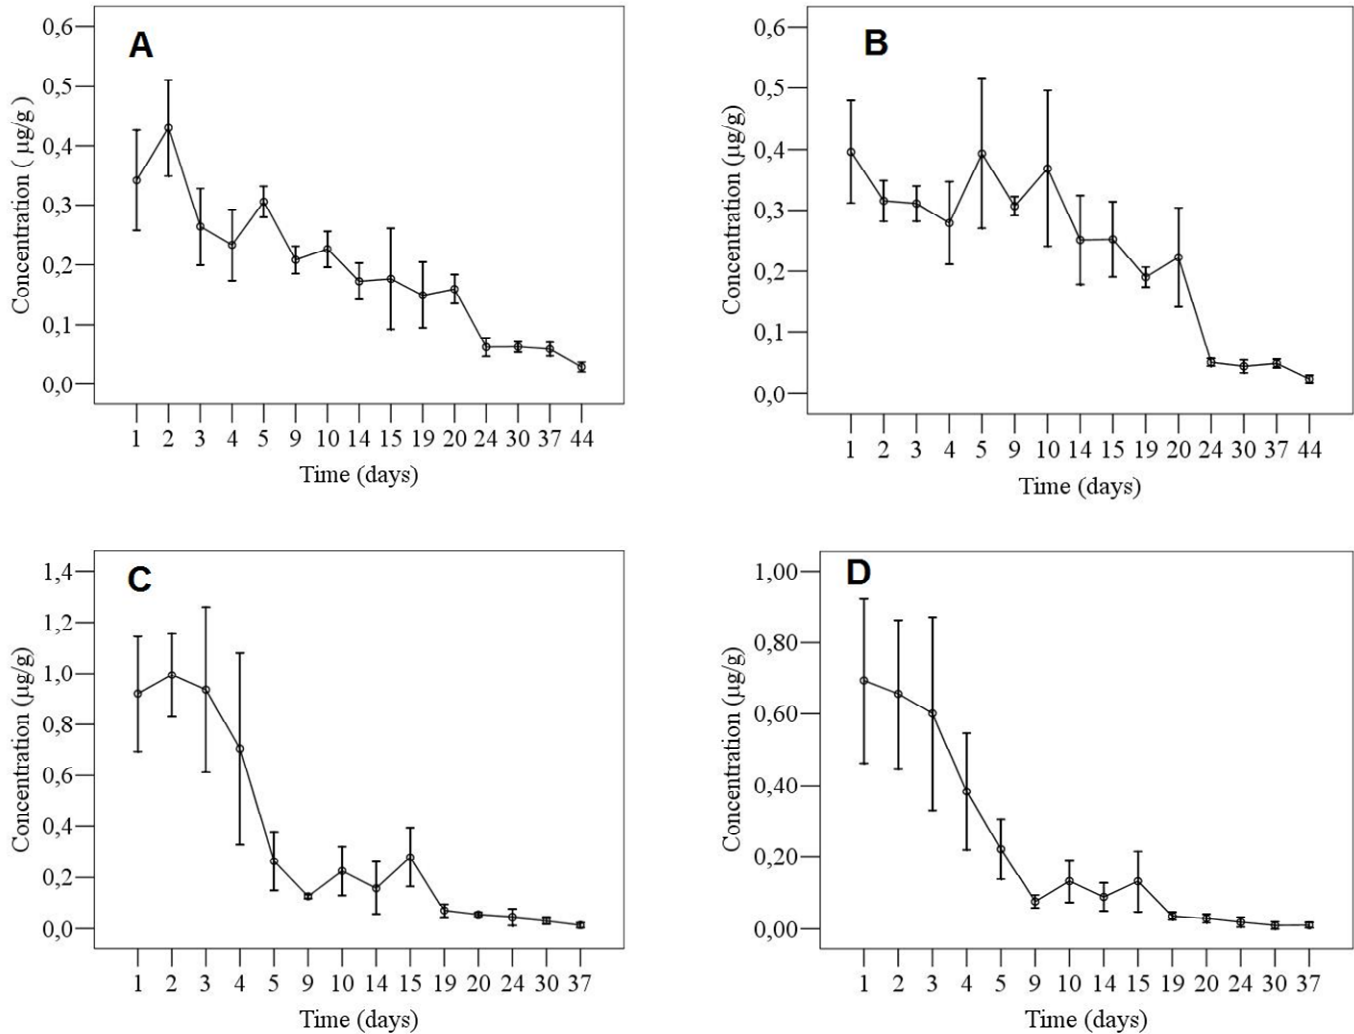 A
Concentration ( µg/g )
0,6
0,5
0,4
0,3
0,2
0,1
0,0
1 2 3 4 5 9 10 14 15 19 20 24 30 37 44
Time (days)
B
Concentration (µg/g)
0,6
0,5
0,4
0,3
0,2
0,1
0,0
1 2 3 4 5 9 10 14 15 19 20 24 30 37 44
Time (days)
C
Concentration (µg/g)
1,4
1,2
1,0
0,8
0,6
0,4
0,2
0,0
1 2 3 4 5 9 10 14 15 19 20 24 30 37
Time (days)
D
Concentration (µg/g)
1,00
0,80
0,60
0,40
0,20
0,00
1 2 3 4 5 9 10 14 15 19 20 24 30 37
Time (days)